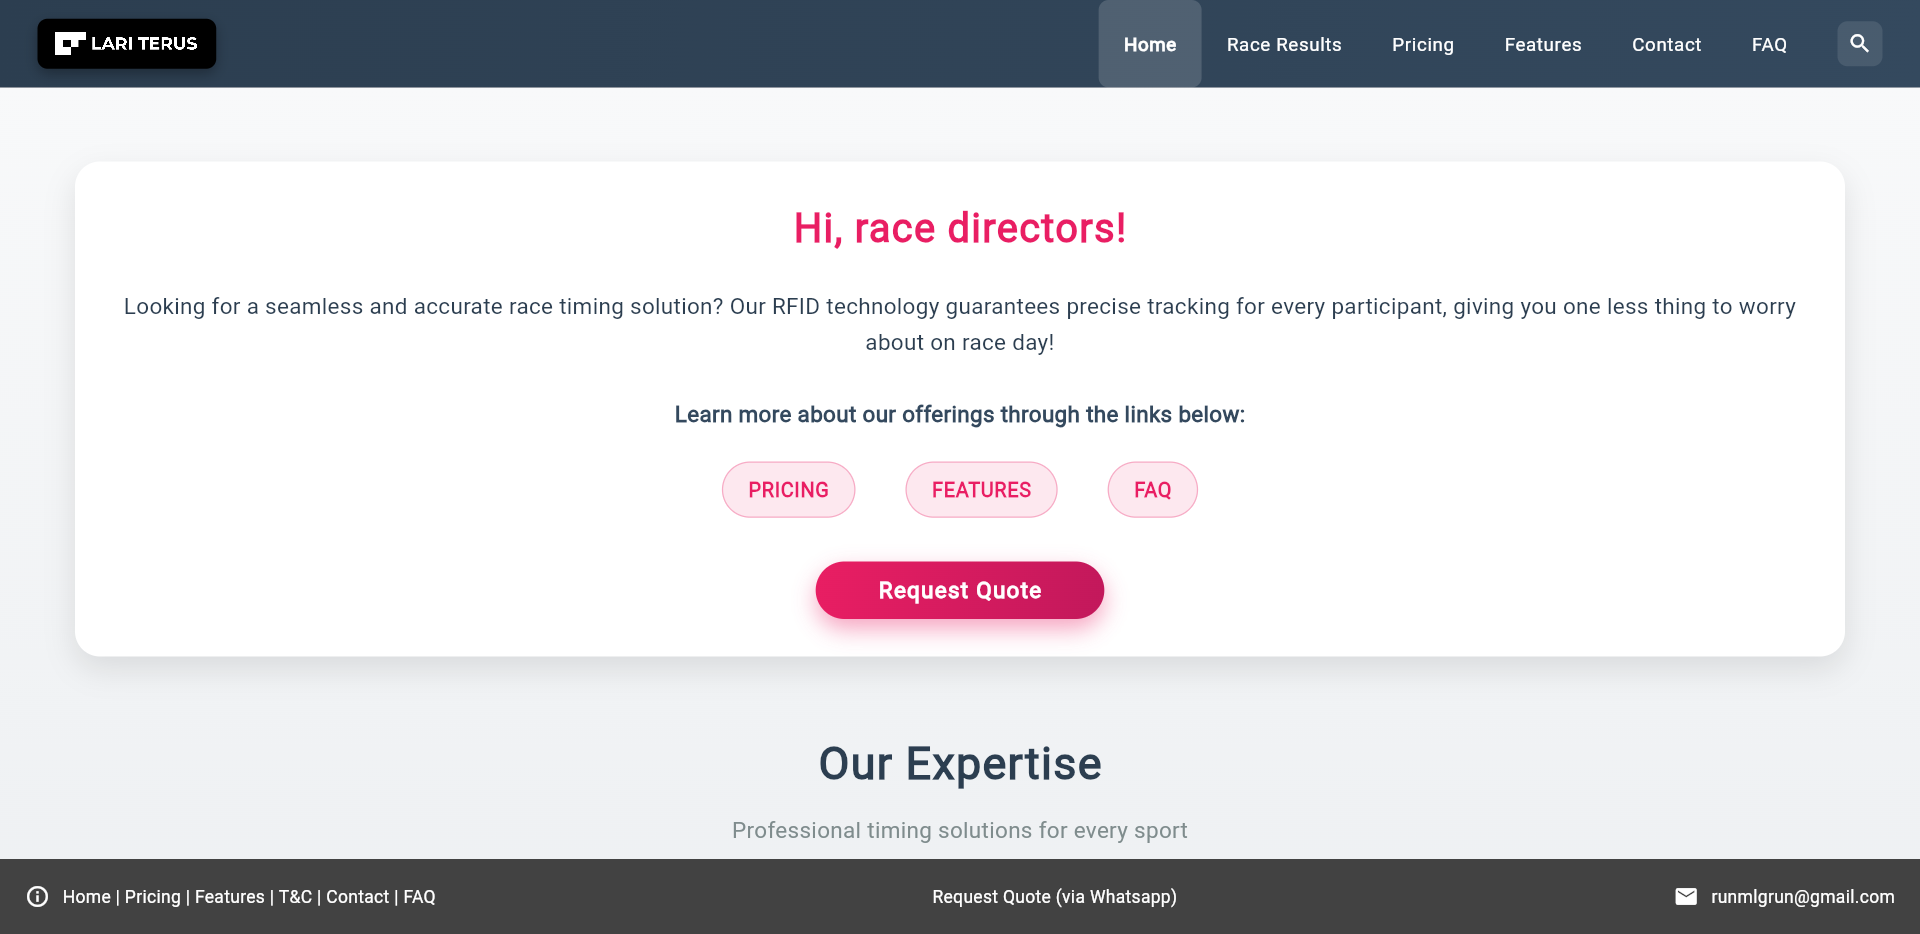 LARI TERUS
Home
Race Results
Pricing
Features
Contact
FAQ
Hi, race directors!
Looking for a seamless and accurate race timing solution? Our RFID technology guarantees precise tracking for every participant, giving you one less thing to worry
about on race day!
Learn more about our offerings through the links below:
PRICING
FEATURES
FAQ
Request Quote
Our Expertise
Professional timing solutions for every sport
Home | Pricing | Features | T&C | Contact | FAQ
Request Quote (via Whatsapp)
runmlgrun@gmail.com